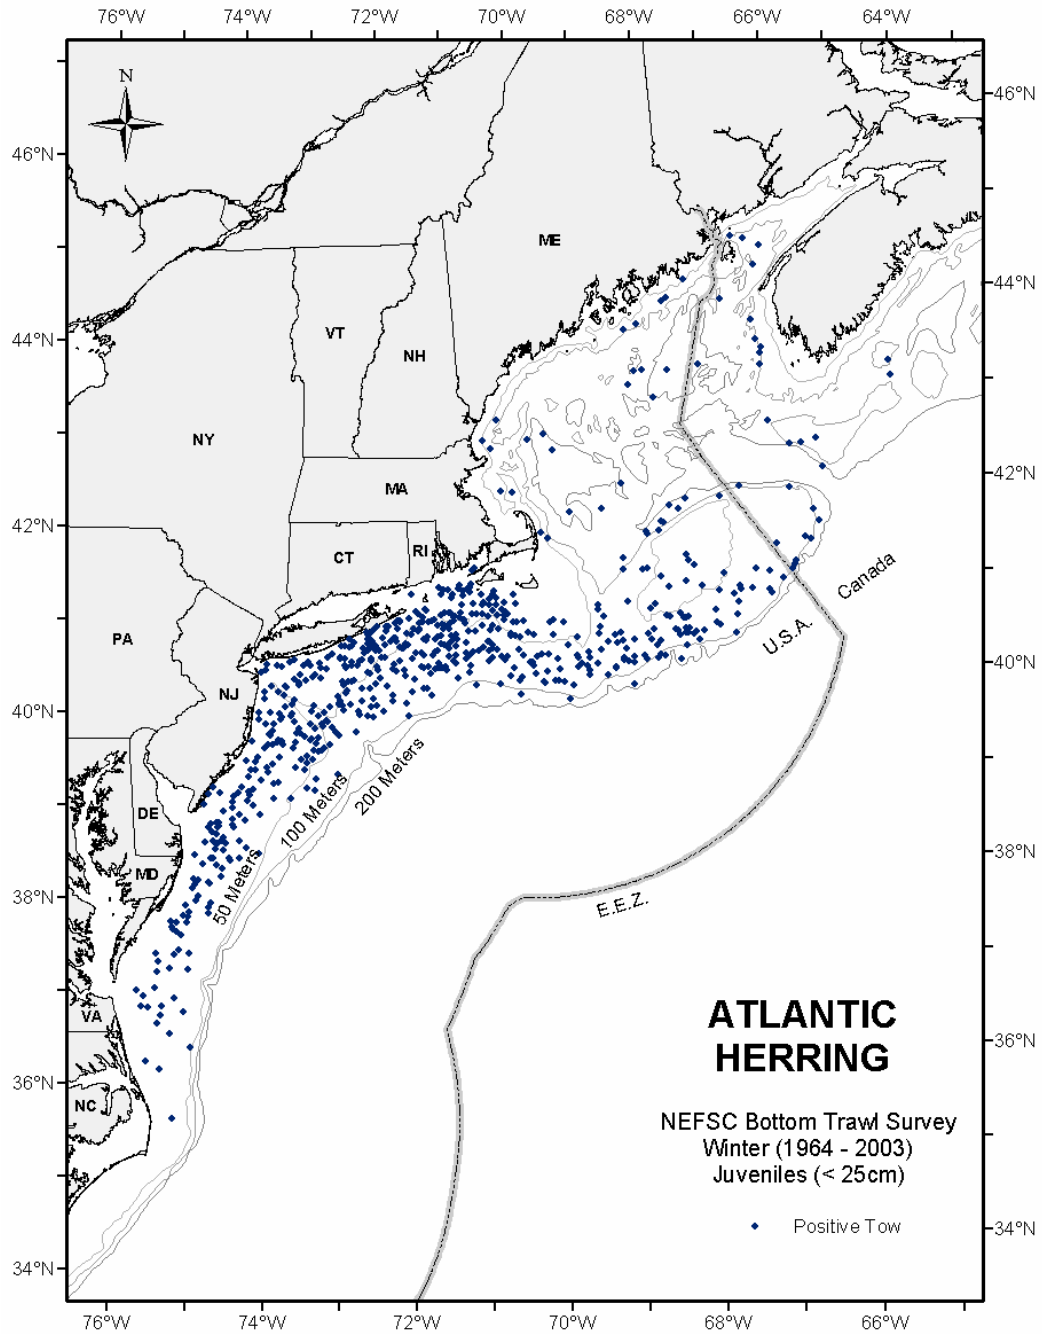 76°W 74°W 72°W 70°W 68°W 66°W 64°W
N
46°N
46°N
ME
44°N
VT
44°N
NH
NY
42°N
MA
42°N
CT
RI
Canada
PA
U.S.A.
40°N
NJ
40°N
200 Meters
100 Meters
DE
38°N
50 Meters
MD
38°N
E.E.Z.
VA
ATLANTIC
HERRING
36°N
36°N
NC
NEFSC Bottom Trawl Survey
Winter (1964 - 2003)
Juveniles (< 25cm)
Positive Tow
34°N
34°N
76°W 74°W 72°W 70°W 68°W 66°W